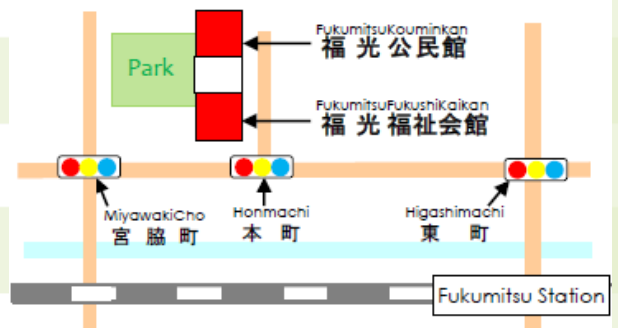 FukumitsuKouminkan
福光公民館
Park
FukumitsuFukushiKaikan
福光福祉会館
MiyawakiCho
宮脇町
Honmachi
本町
Higashimachi
東町
Fukumitsu Station